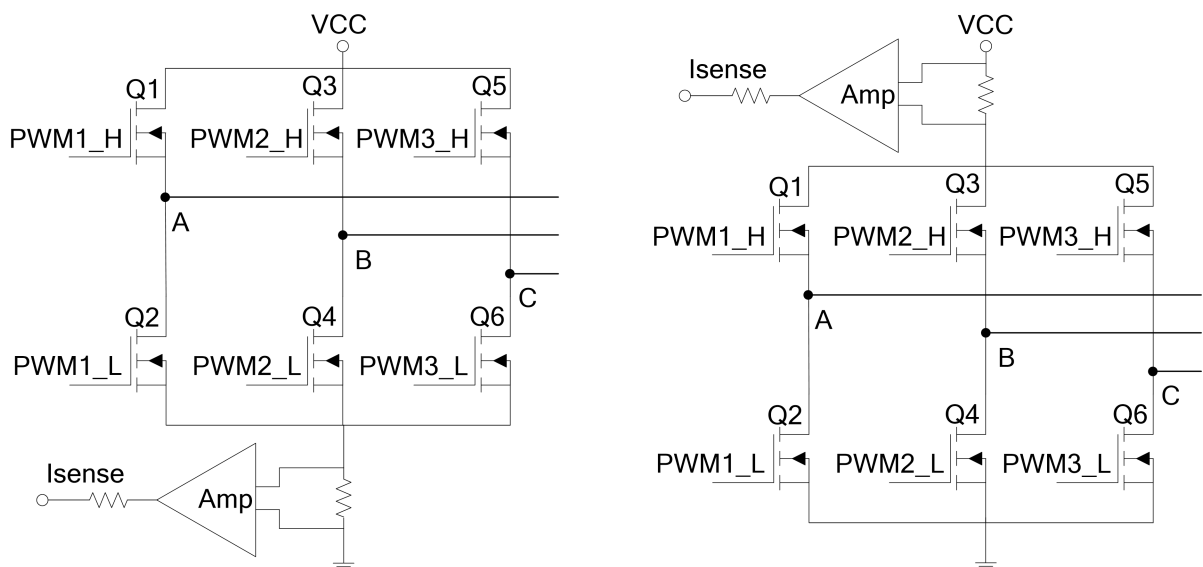 VCC
Q1
Q3
Q5
PWM1_H
PWM2_H
PWM3_H
A
B
C
Q2
Q4
Q6
PWM1_L
PWM2_L
PWM3_L
Isense
Amp
VCC
Isense
Amp
Q1
Q3
Q5
PWM1_H
PWM2_H
PWM3_H
A
B
C
Q2
Q4
Q6
PWM1_L
PWM2_L
PWM3_L